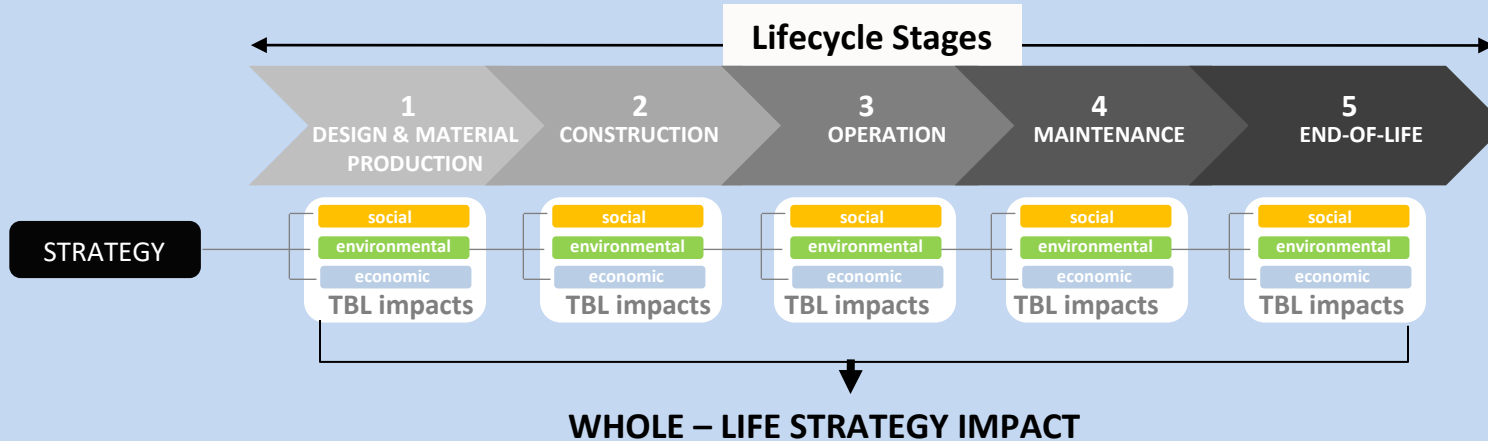 Lifecycle Stages
1
DESIGN & MATERIAL
PRODUCTION
2
CONSTRUCTION
3
OPERATION
4
MAINTENANCE
5
END-OF-LIFE
STRATEGY
social
environmental
economic
TBL impacts
social
environmental
economic
TBL impacts
social
environmental
economic
TBL impacts
social
environmental
economic
TBL impacts
social
environmental
economic
TBL impacts
WHOLE – LIFE STRATEGY IMPACT